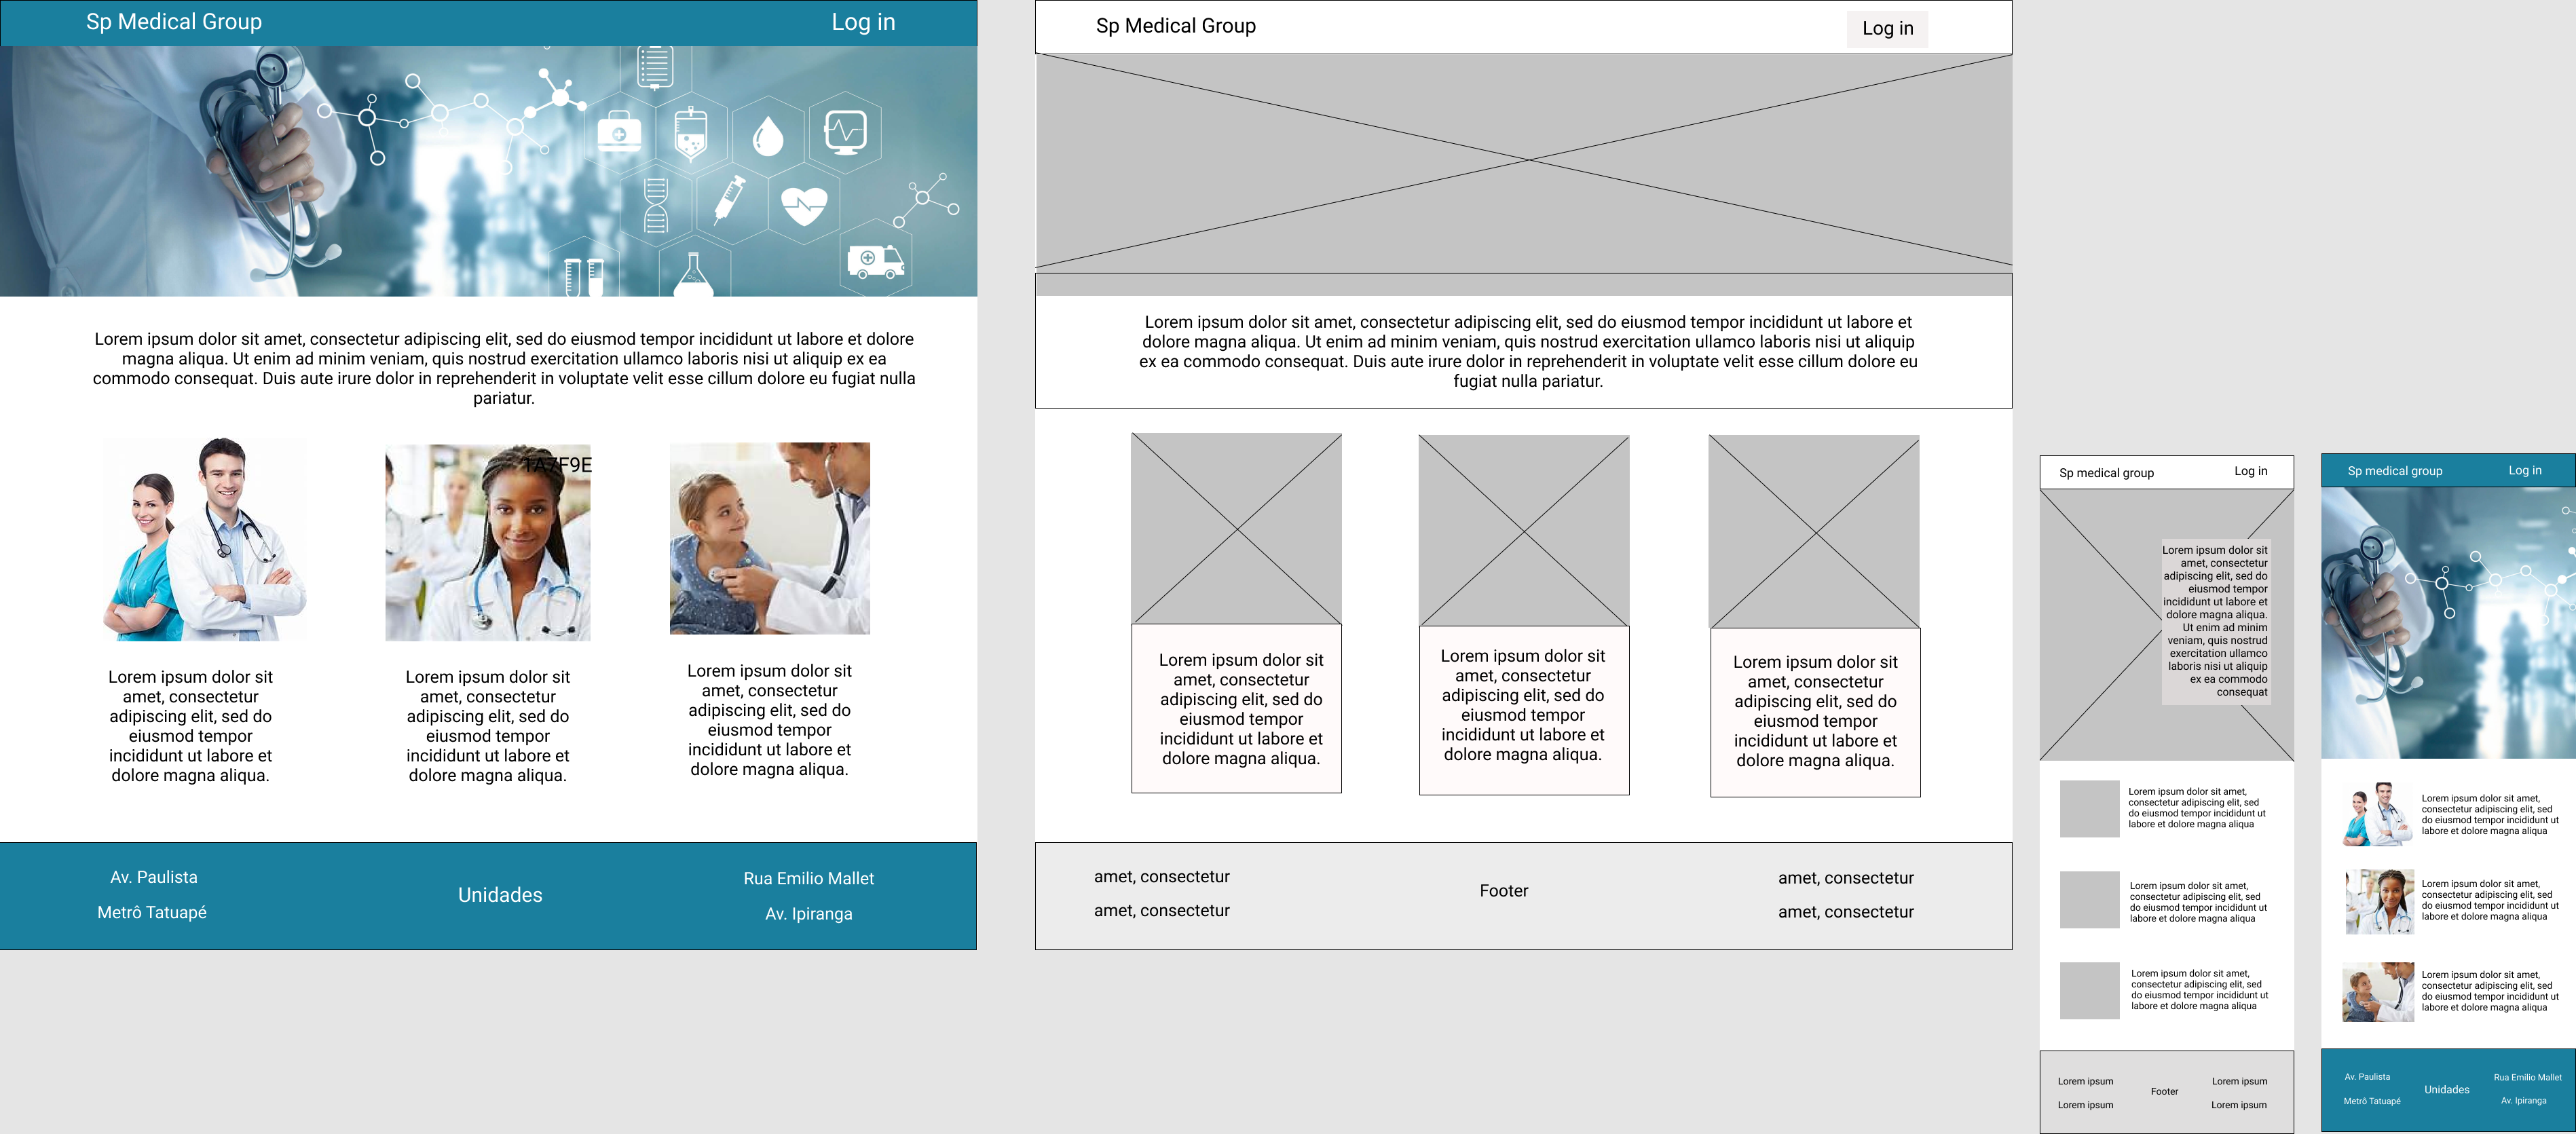 Sp Medical Group
Log in
Lorem ipsum dolor sit amet, consectetur adipiscing elit, sed do eiusmod tempor incididunt ut labore et dolore
magna aliqua. Ut enim ad minim veniam, quis nostrud exercitation ullamco laboris nisi ut aliquip ex ea
commodo consequat. Duis aute irure dolor in reprehenderit in voluptate velit esse cillum dolore eu fugiat nulla
pariatur.
1A7F9E
Lorem ipsum dolor sit
amet, consectetur
adipiscing elit, sed do
eiusmod tempor
incididunt ut labore et
dolore magna aliqua.
Lorem ipsum dolor sit
amet, consectetur
adipiscing elit, sed do
eiusmod tempor
incididunt ut labore et
dolore magna aliqua.
Lorem ipsum dolor sit
amet, consectetur
adipiscing elit, sed do
eiusmod tempor
incididunt ut labore et
dolore magna aliqua.
Av. Paulista
Metrô Tatuapé
Unidades
Rua Emilio Mallet
Av. Ipiranga
Sp Medical Group
Log in
Lorem ipsum dolor sit amet, consectetur adipiscing elit, sed do eiusmod tempor incididunt ut labore et
dolore magna aliqua. Ut enim ad minim veniam, quis nostrud exercitation ullamco laboris nisi ut aliquip
ex ea commodo consequat. Duis aute irure dolor in reprehenderit in voluptate velit esse cillum dolore eu
fugiat nulla pariatur.
Lorem ipsum dolor sit
amet, consectetur
adipiscing elit, sed do
eiusmod tempor
incididunt ut labore et
dolore magna aliqua.
Lorem ipsum dolor sit
amet, consectetur
adipiscing elit, sed do
eiusmod tempor
incididunt ut labore et
dolore magna aliqua.
Lorem ipsum dolor sit
amet, consectetur
adipiscing elit, sed do
eiusmod tempor
incididunt ut labore et
dolore magna aliqua.
amet, consectetur
amet, consectetur
Footer
amet, consectetur
amet, consectetur
Sp medical group
Log in
Lorem ipsum dolor sit
amet, consectetur
adipiscing elit, sed do
eiusmod tempor
incididunt ut labore et
dolore magna aliqua.
Ut enim ad minim
veniam, quis nostrud
exercitation ullamco
laboris nisi ut aliquip
ex ea commodo
consequat
Lorem ipsum dolor sit amet,
consectetur adipiscing elit, sed
do eiusmod tempor incididunt ut
labore et dolore magna aliqua
Lorem ipsum dolor sit amet,
consectetur adipiscing elit, sed
do eiusmod tempor incididunt ut
labore et dolore magna aliqua
Lorem ipsum dolor sit amet,
consectetur adipiscing elit, sed
do eiusmod tempor incididunt ut
labore et dolore magna aliqua
Lorem ipsum
Lorem ipsum
Footer
Lorem ipsum
Lorem ipsum
Sp medical group
Log in
Lorem ipsum dolor sit amet,
consectetur adipiscing elit, sed
do eiusmod tempor incididunt ut
labore et dolore magna aliqua
Lorem ipsum dolor sit amet,
consectetur adipiscing elit, sed
do eiusmod tempor incididunt ut
labore et dolore magna aliqua
Lorem ipsum dolor sit amet,
consectetur adipiscing elit, sed
do eiusmod tempor incididunt ut
labore et dolore magna aliqua
Av. Paulista
Metrô Tatuapé
Unidades
Rua Emilio Mallet
Av. Ipiranga